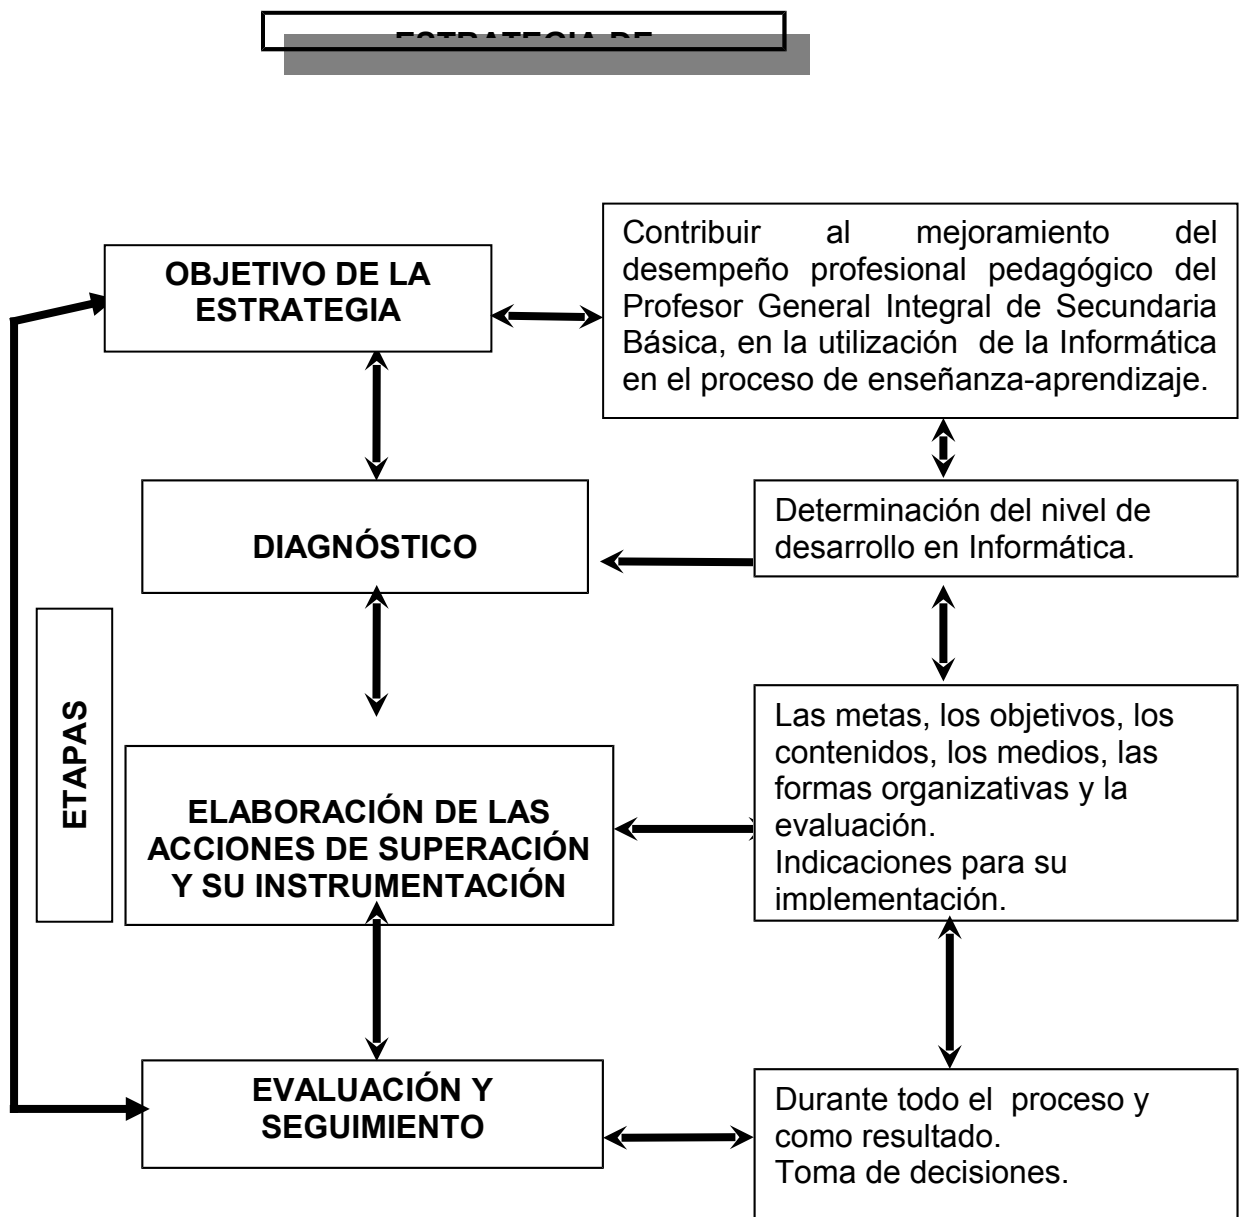 ESTRATEGIA DE
OBJETIVO DE LA
ESTRATEGIA
Contribuir al mejoramiento del
desempeño profesional pedagógico del
Profesor General Integral de Secundaria
Básica, en la utilización de la Informática
en el proceso de enseñanza-aprendizaje.
DIAGNÓSTICO
Determinación del nivel de
desarrollo en Informática.
ETAPAS
ELABORACIÓN DE LAS
ACCIONES DE SUPERACIÓN
Y SU INSTRUMENTACIÓN
Las metas, los objetivos, los
contenidos, los medios, las
formas organizativas y la
evaluación.
Indicaciones para su
implementación.
EVALUACIÓN Y
SEGUIMIENTO
Durante todo el proceso y
como resultado.
Toma de decisiones.